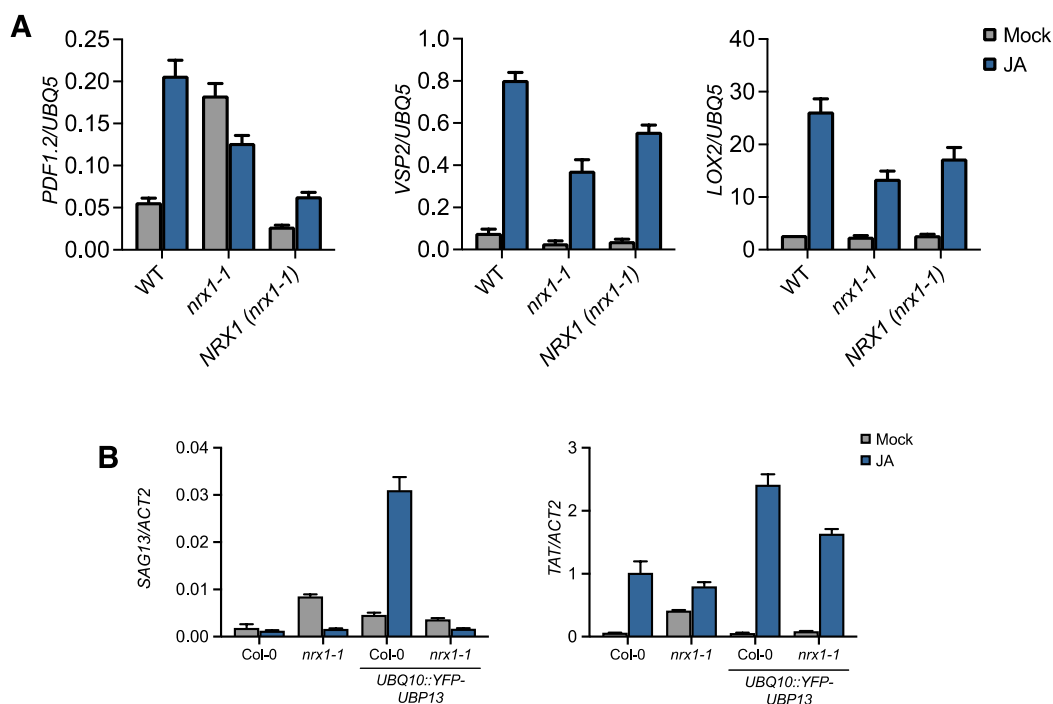 A
PDF1.2/UBQ5
0.25
0.20
0.15
0.10
0.05
0.00
WT
nrx1-1
NRX1 (nrx1-1)
VSP2/UBQ5
1.0
0.8
0.6
0.4
0.2
0.0
WT
nrx1-1
NRX1 (nrx1-1)
LOX2/UBQ5
40
30
20
10
0
WT
nrx1-1
NRX1 (nrx1-1)
Mock
JA
B
SAG13/ACT2
0.04
0.03
0.02
0.01
0.00
Col-0
nrx1-1
Col-0
nrx1-1
UBQ10::YFP-
UBP13
TAT/ACT2
3
2
1
0
Col-0
nrx1-1
Col-0
nrx1-1
UBQ10::YFP-
UBP13
Mock
JA